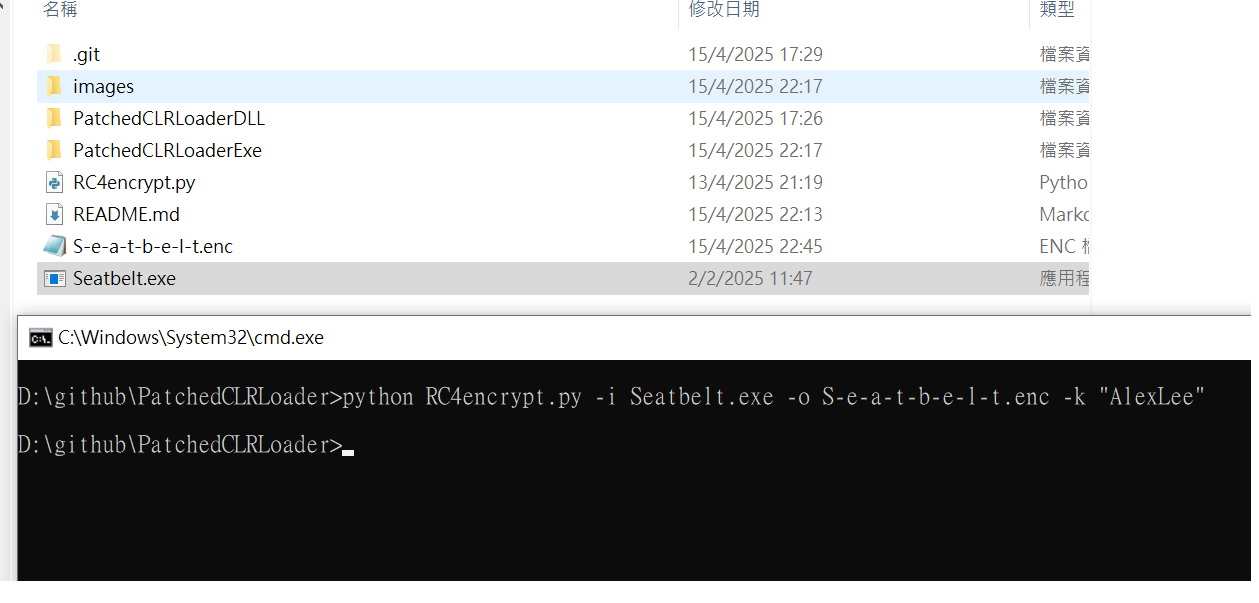 名稱 修改日期 類型
.git 15/4/2025 17:29 檔案資
images 15/4/2025 22:17 檔案資
PatchedCLRLoaderDLL 15/4/2025 17:26 檔案資
PatchedCLRLoaderExe 15/4/2025 22:17 檔案資
RC4encrypt.py 13/4/2025 21:19 Pytho
README.md 15/4/2025 22:13 Markc
S-e-a-t-b-e-l-t.enc 15/4/2025 22:45 ENC 檔
Seatbelt.exe 2/2/2025 11:47 應用程
C:\Windows\System32\cmd.exe
D:\github\PatchedCLRLoader>python RC4encrypt.py -i Seatbelt.exe -o S-e-a-t-b-e-l-t.enc -k "AlexLee"
D:\github\PatchedCLRLoader>